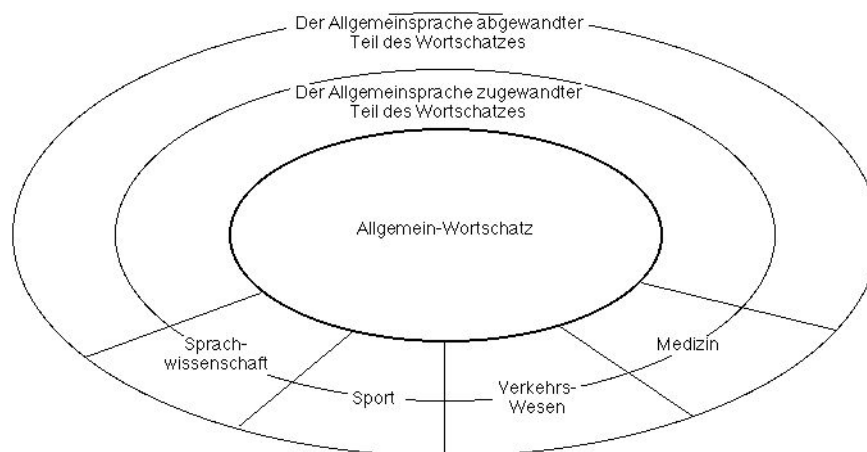 Der Allgemeinsprache abgewandter
Teil des Wortschatzes
Der Allgemeinsprache zugewandter
Teil des Wortschatzes
Allgemein-Wortschatz
Sprach-
wissenschaft
Sport
Verkehrs-
Wesen
Medizin